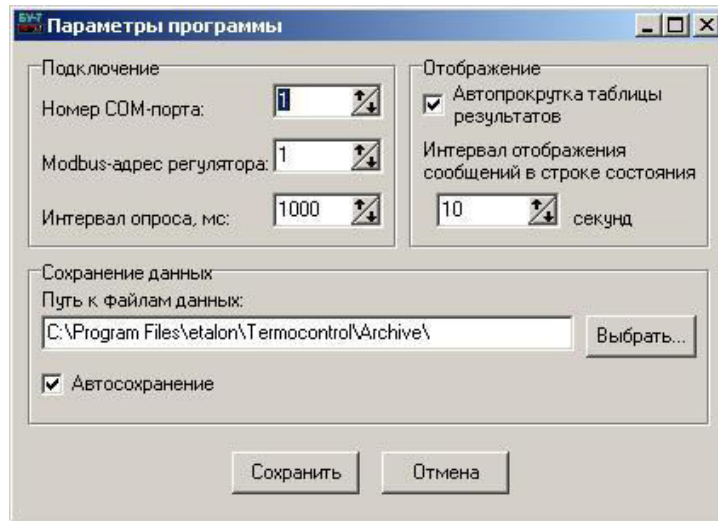 БУ-7
Параметры программы
Подключение
Номер COM-порта:
1
Modbus-адрес регулятора:
1
Интервал опроса, мс:
1000
Отображение
Автопрокрутка таблицы
результатов
Интервал отображения
сообщений в строке состояния
10
секунд
Сохранение данных
Путь к файлам данных:
C:\Program Files\etalon\Termocontrol\Archive\
Выбрать...
Автосохранение
Сохранить
Отмена